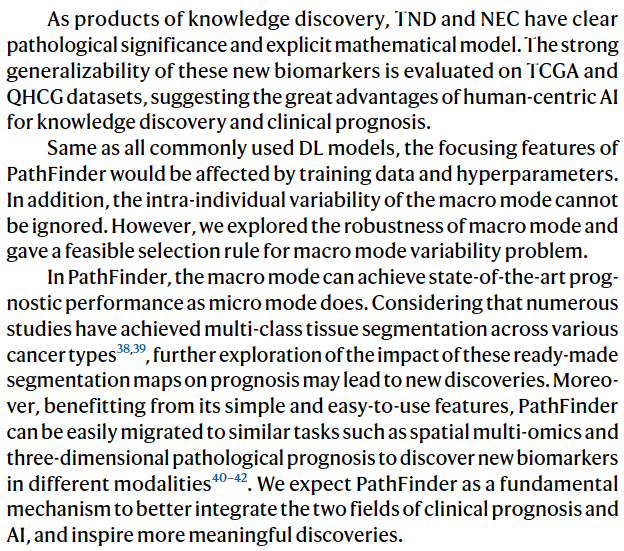 As products of knowledge discovery, TND and NEC have clear
pathological significance and explicit mathematical model. The strong
generalizability of these new biomarkers is evaluated on TCGA and
QHCG datasets, suggesting the great advantages of human-centric AI
for knowledge discovery and clinical prognosis.
Same as all commonly used DL models, the focusing features of
PathFinder would be affected by training data and hyperparameters.
In addition, the intra-individual variability of the macro mode cannot
be ignored. However, we explored the robustness of macro mode and
gave a feasible selection rule for macro mode variability problem.
In PathFinder, the macro mode can achieve state-of-the-art prog-
nostic performance as micro mode does. Considering that numerous
studies have achieved multi-class tissue segmentation across various
cancer types38,39, further exploration of the impact of these ready-made
segmentation maps on prognosis may lead to new discoveries. Moreo-
ver, benefitting from its simple and easy-to-use features, PathFinder
can be easily migrated to similar tasks such as spatial multi-omics and
three-dimensional pathological prognosis to discover new biomarkers
in different modalities40–42. We expect PathFinder as a fundamental
mechanism to better integrate the two fields of clinical prognosis and
AI, and inspire more meaningful discoveries.